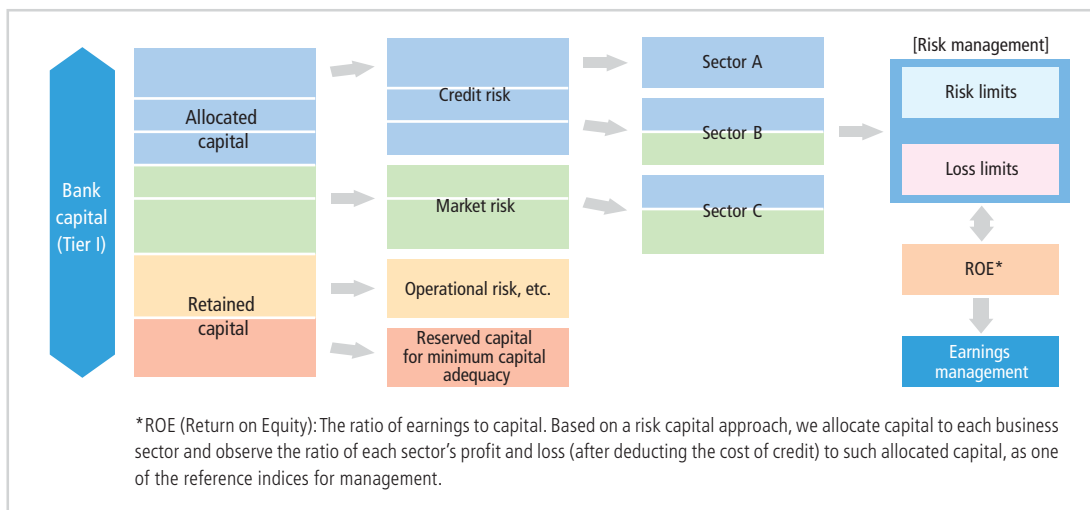 Bank
capital
(Tier I)
Allocated
capital
Retained
capital
Credit risk
Market risk
Operational risk, etc.
Reserved capital
for minimum capital
adequacy
Sector A
Sector B
Sector C
[Risk management]
Risk limits
Loss limits
ROE*
Earnings
management
*ROE (Return on Equity): The ratio of earnings to capital. Based on a risk capital approach, we allocate capital to each business
sector and observe the ratio of each sector's profit and loss (after deducting the cost of credit) to such allocated capital, as one
of the reference indices for management.